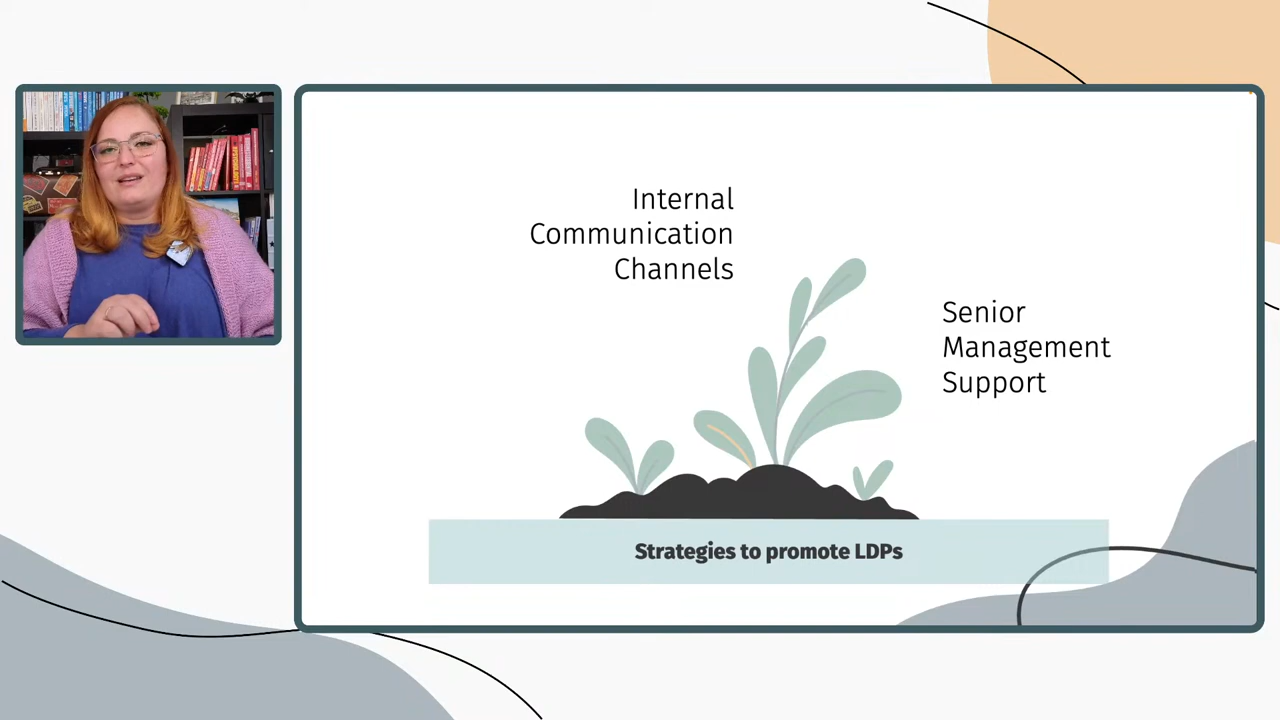 Internal
Communication
Channels
Senior
Management
Support
Strategies to promote LDPs